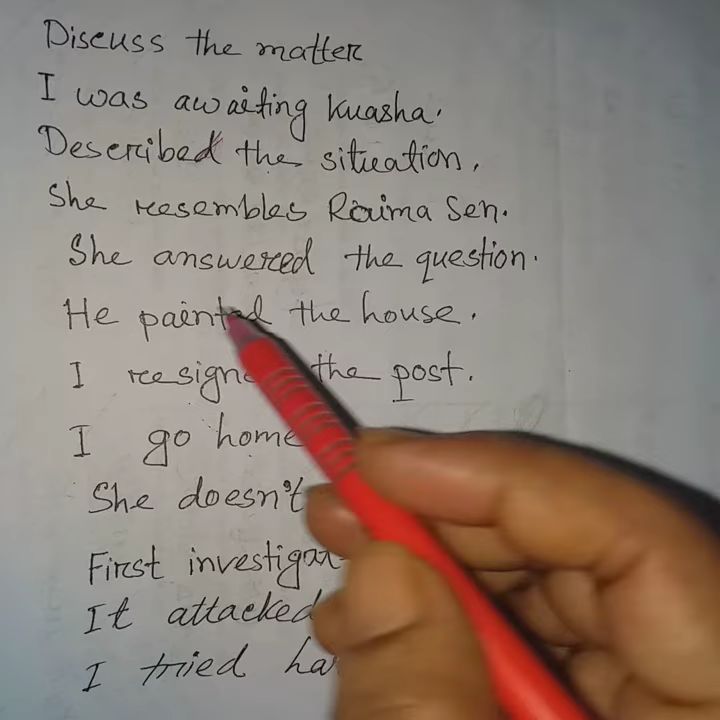 Discuss the matter
I was awaiting Kuasha.
Described the situation.
She resembles Raima Sen.
She answered the question.
He painted the house.
I the post.
I go home
She doesn't
First
It attacked
I tried